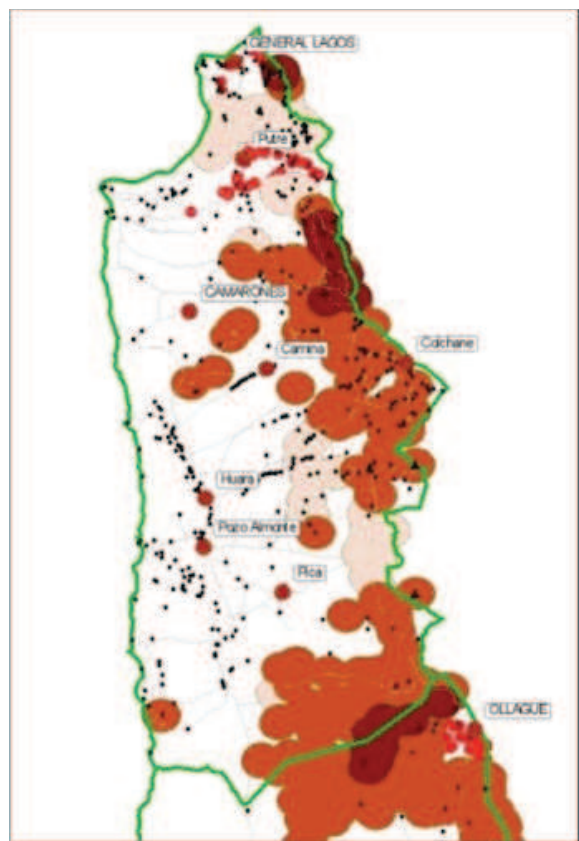 GENERAL LAGOS
Putre
CAMARONES
Colchane
Camina
Huara
Pozo Almonte
Pica
OLLAGUE